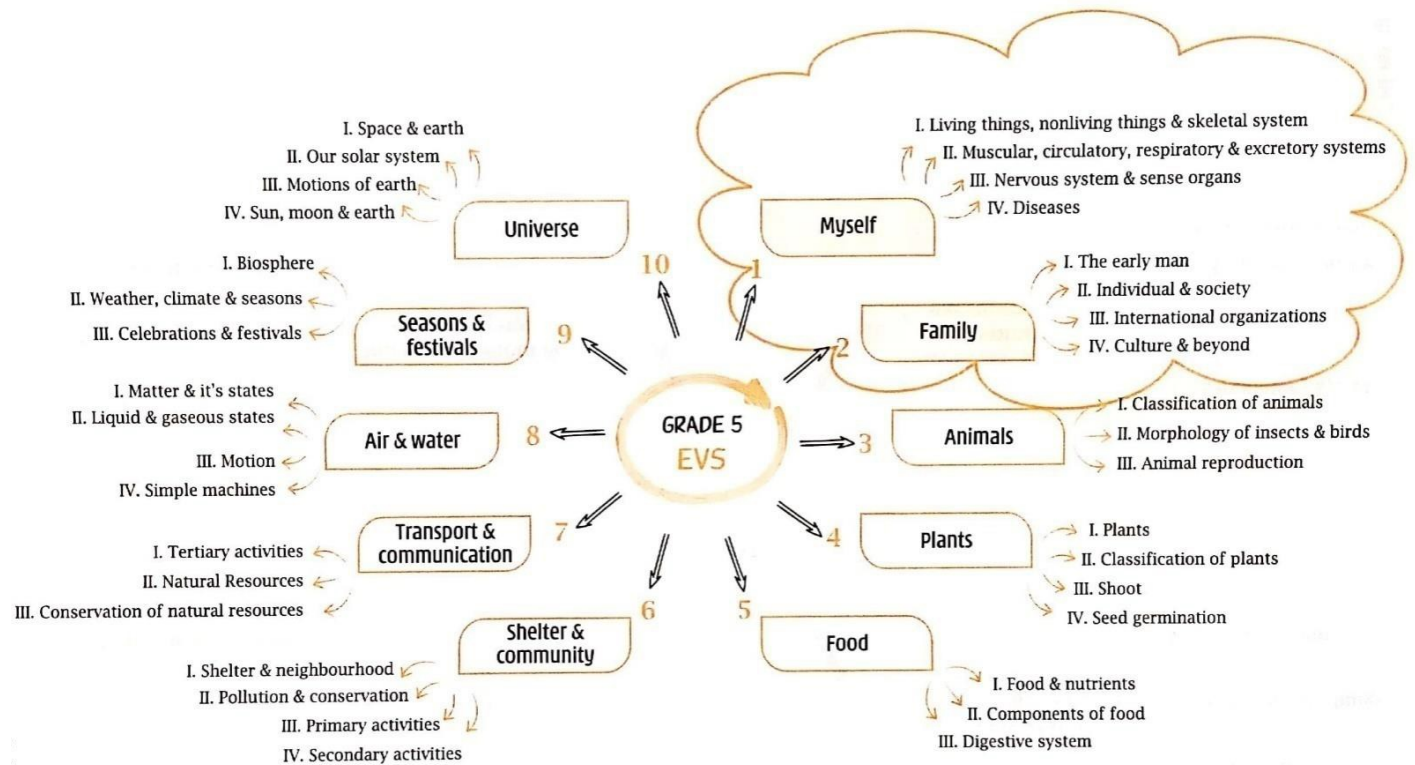 GRADE 5
EVS
1
Myself
I. Living things, nonliving things & skeletal system
II. Muscular, circulatory, respiratory & excretory systems
III. Nervous system & sense organs
IV. Diseases
2
Family
I. The early man
II. Individual & society
III. International organizations
IV. Culture & beyond
3
Animals
I. Classification of animals
II. Morphology of insects & birds
III. Animal reproduction
4
Plants
I. Plants
II. Classification of plants
III. Shoot
IV. Seed germination
5
Food
I. Food & nutrients
II. Components of food
III. Digestive system
6
Shelter &
community
I. Shelter & neighbourhood
II. Pollution & conservation
III. Primary activities
IV. Secondary activities
7
Transport &
communication
I. Tertiary activities
II. Natural Resources
III. Conservation of natural resources
8
Air & water
I. Matter & it's states
II. Liquid & gaseous states
III. Motion
IV. Simple machines
9
Seasons &
festivals
I. Biosphere
II. Weather, climate & seasons
III. Celebrations & festivals
10
Universe
I. Space & earth
II. Our solar system
III. Motions of earth
IV. Sun, moon & earth